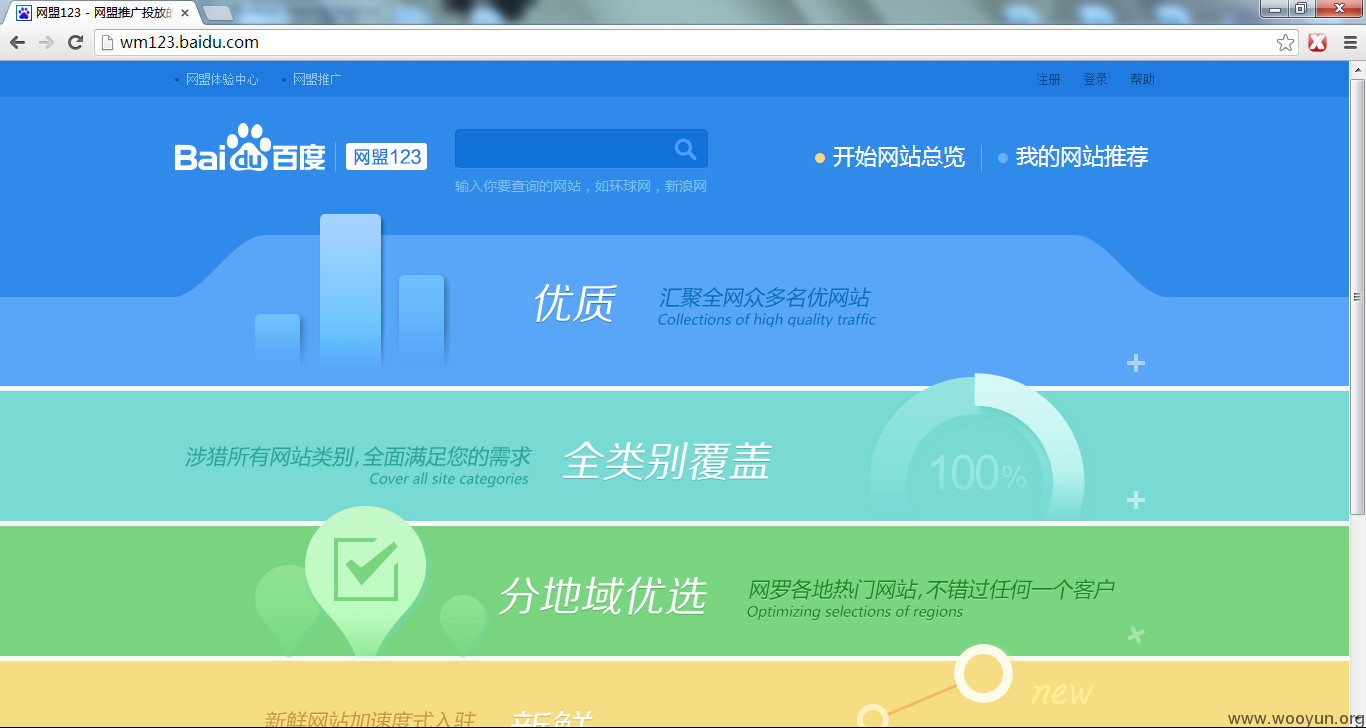 网盟123 - 网盟推广投放的
wm123.baidu.com
网盟体验中心 网盟推广 注册 登录 帮助
Bai du 百度 网盟123
开始网站总览 我的网站推荐
输入你要查询的网站，如环球网，新浪网
优质 汇聚全网众多名优网站
Collections of high quality traffic
涉猎所有网站类别,全面满足您的需求 全类别覆盖
Cover all site categories
100%
分地域优选 网罗各地热门网站,不错过任何一个客户
Optimizing selections of regions
new
新鲜网站加速度式入驻 新鲜
www.wooyun.org